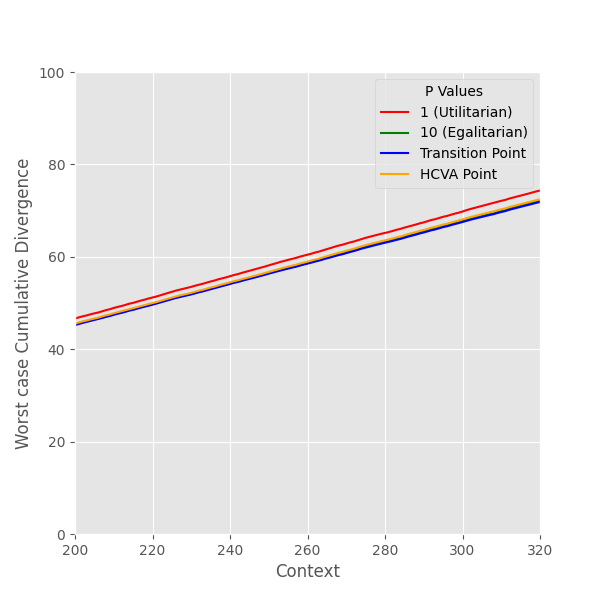 100
80
60
40
20
0
200
220
240
260
280
300
320
Worst case Cumulative Divergence
Context
P Values
1 (Utilitarian)
10 (Egalitarian)
Transition Point
HCVA Point